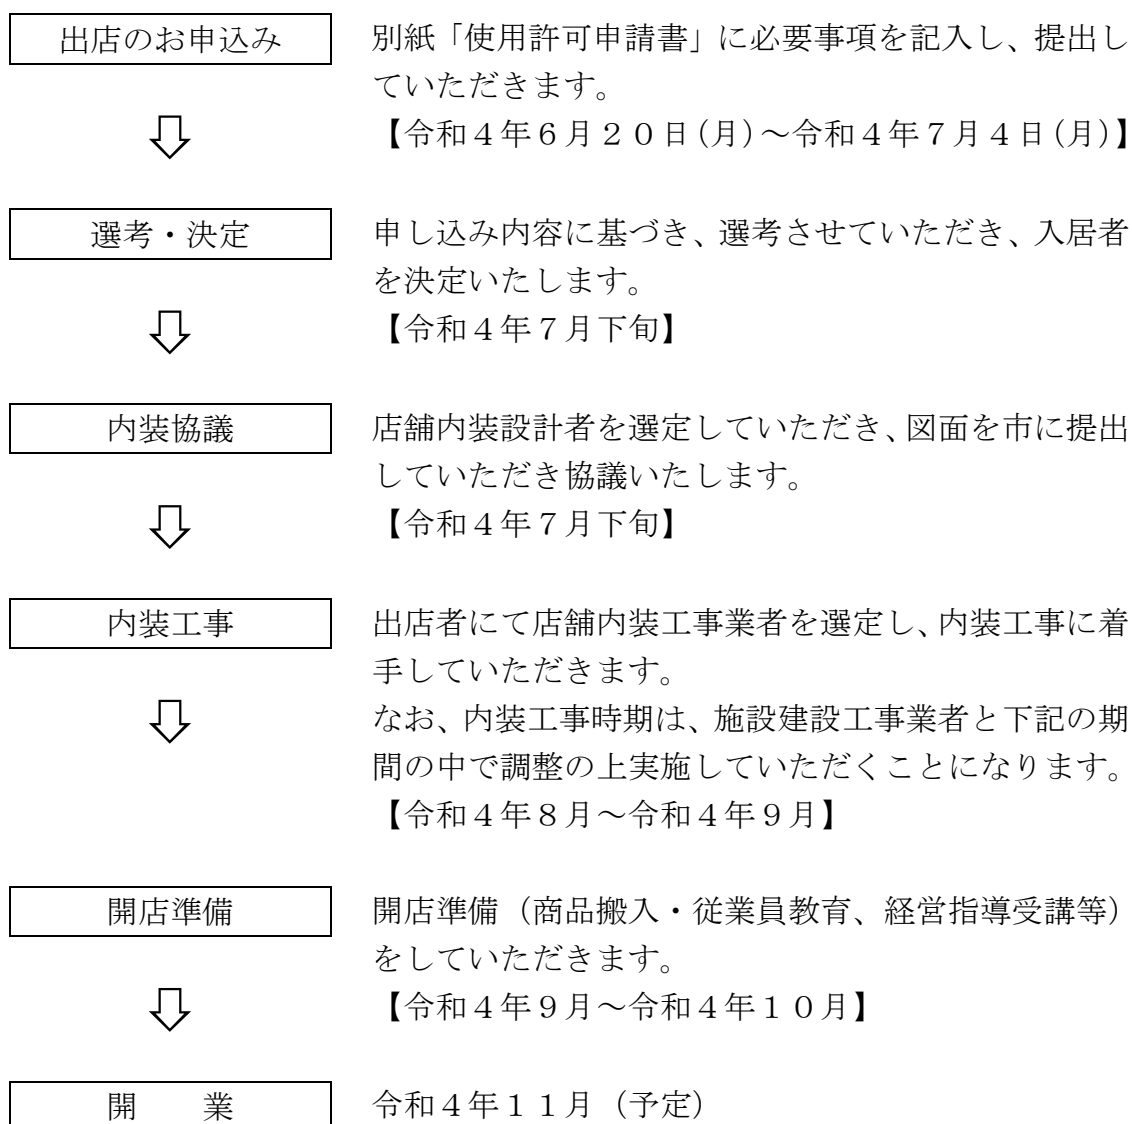 出店のお申込み
別紙「使用許可申請書」に必要事項を記入し、提出し
ていただきます。
【令和４年６月２０日(月)～令和４年７月４日(月)】
選考・決定
申し込み内容に基づき、選考させていただき、入居者
を決定いたします。
【令和４年７月下旬】
内装協議
店舗内装設計者を選定していただき、図面を市に提出
していただき協議いたします。
【令和４年７月下旬】
内装工事
出店者にて店舗内装工事業者を選定し、内装工事に着
手していただきます。
なお、内装工事時期は、施設建設工事業者と下記の期
間の中で調整の上実施していただくことになります。
【令和４年８月～令和４年９月】
開店準備
開店準備（商品搬入・従業員教育、経営指導受講等）
をしていただきます。
【令和４年９月～令和４年１０月】
開　　業
令和４年１１月（予定）